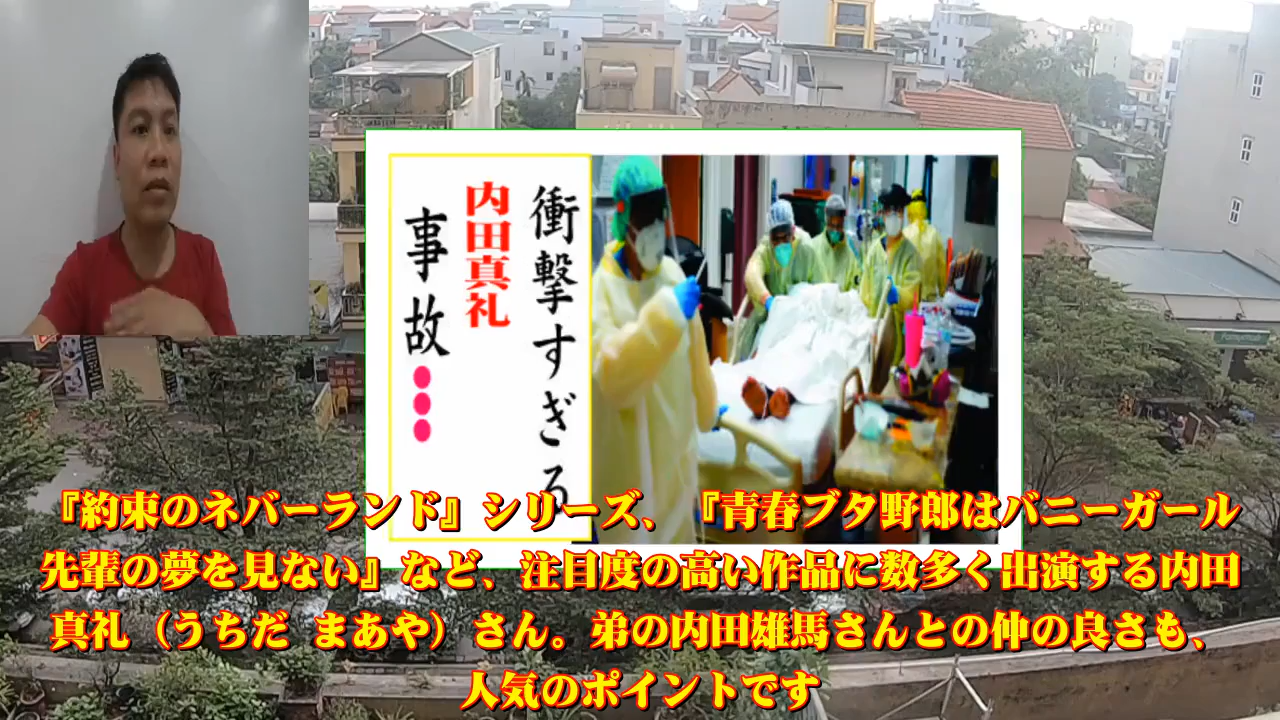 衝撃すぎる
内田真礼
事故●●●
『約束のネバーランド』シリーズ、『青春ブタ野郎はバニーガール
先輩の夢を見ない』など、注目度の高い作品に数多く出演する内田
真礼（うちだ まあや）さん。弟の内田雄馬さんとの仲の良さも、
人気のポイントです